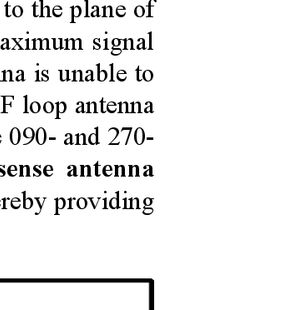 to the plane of
aximum signal
na is unable to
F loop antenna
090- and 270-
sense antenna
ereby providing